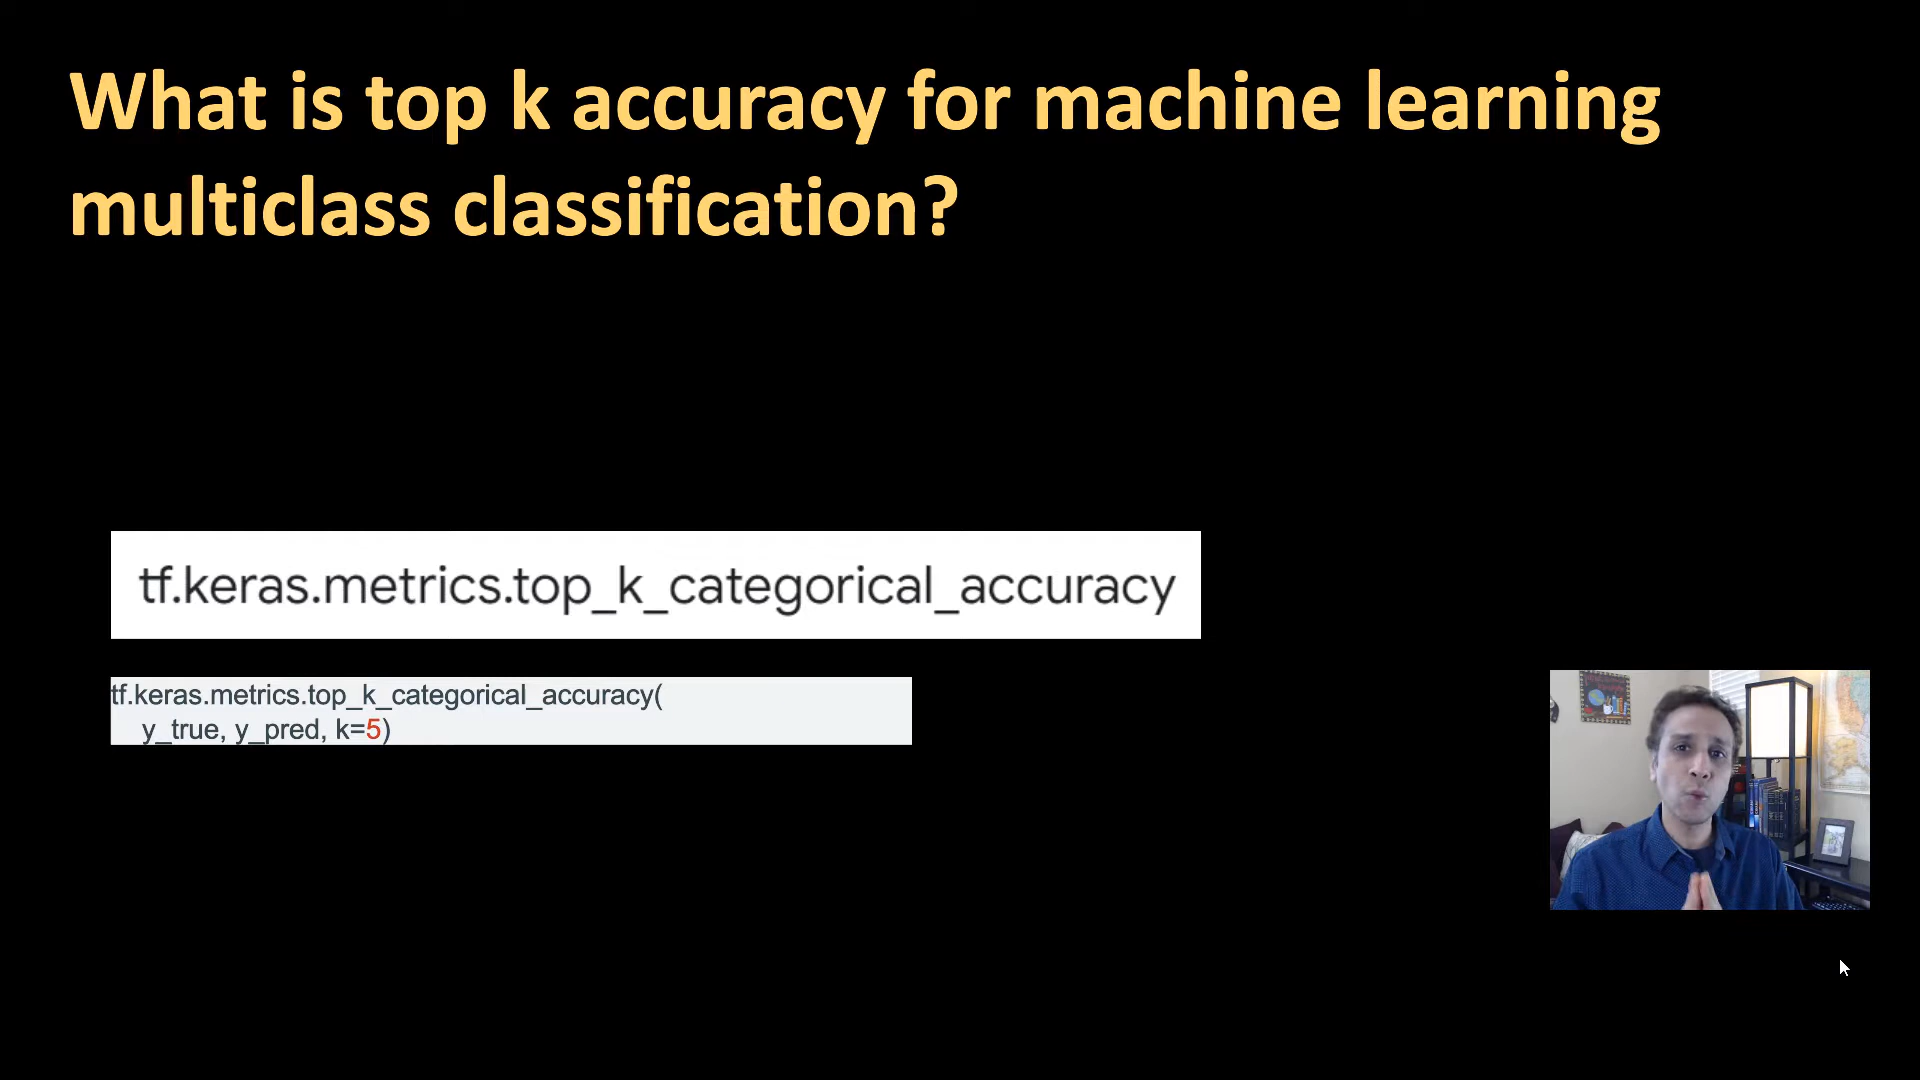 What is top k accuracy for machine learning
multiclass classification?
tf.keras.metrics.top_k_categorical_accuracy
tf.keras.metrics.top_k_categorical_accuracy(
y_true, y_pred, k=5)